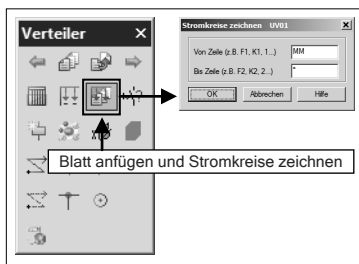 Verteiler
Stromkreise zeichnen UV01
Von Zeile (z.B. F1, K1, 1...)
MM
Bis Zeile (z.B. F2, K2, 2...)
*
OK
Abbrechen
Hilfe
Blatt anfügen und Stromkreise zeichnen